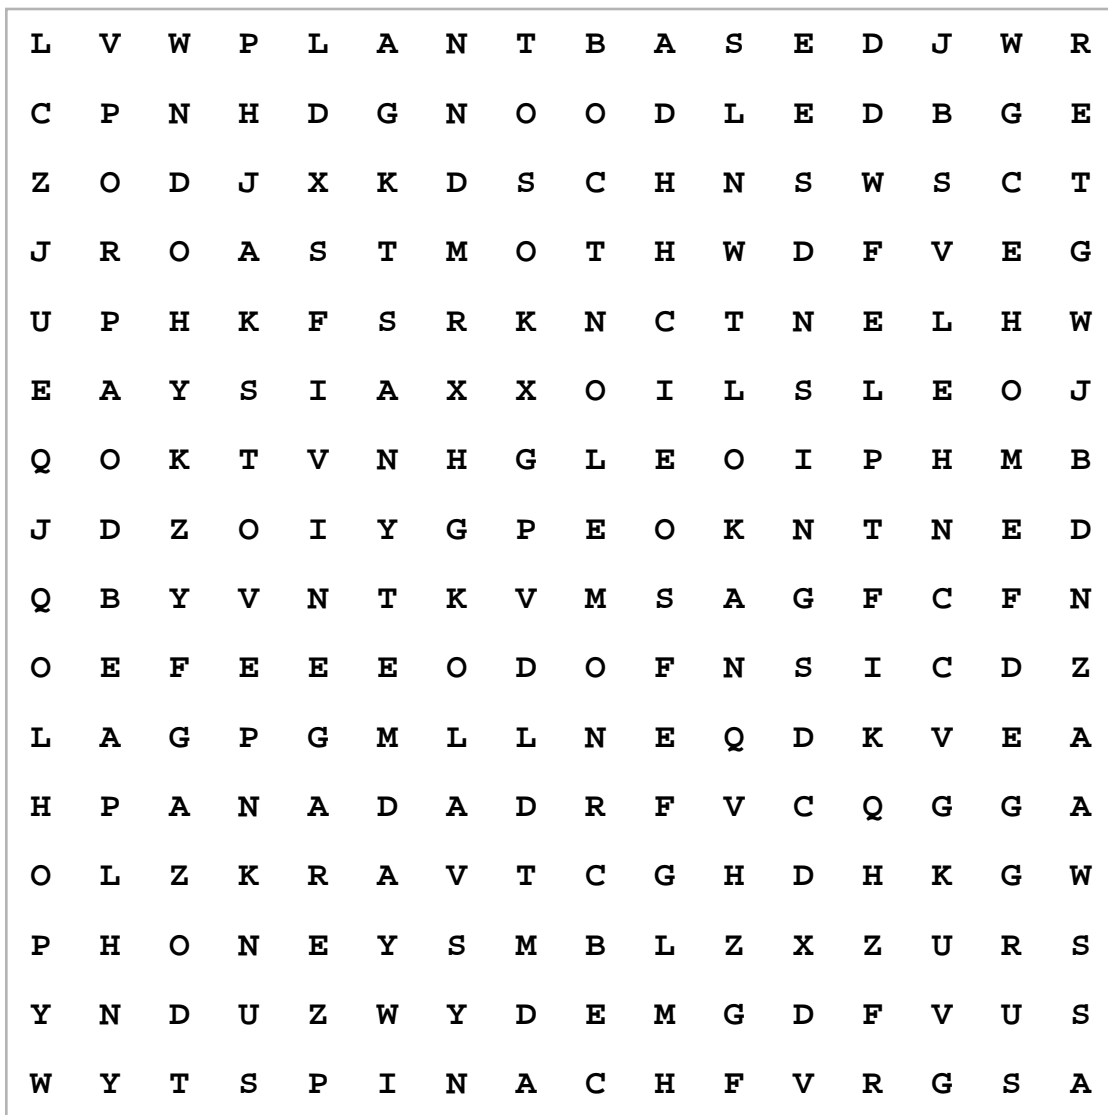 L V W P L A N T B A S E D J W R
C P N H D G N O O D L E D B G E
Z O D J X K D S C H N S W S C T
J R O A S T M O T H W D F V E G
U P H K F S R K N C T N E L H W
E A Y S I A X X O I L S L E O J
Q O K T V N H G L E O I P H M B
J D Z O I Y G P E O K N T N E D
Q B Y V N T K V M S A G F C F N
O E F E E E O D O F N S I C D Z
L A G P G M L L N E Q D K V E A
H P A N A D A D R F V C Q G G A
O L Z K R A V T C G H D H K G W
P H O N E Y S M B L Z X Z U R S
Y N D U Z W Y D E M G D F V U S
W Y T S P I N A C H F V R G S A